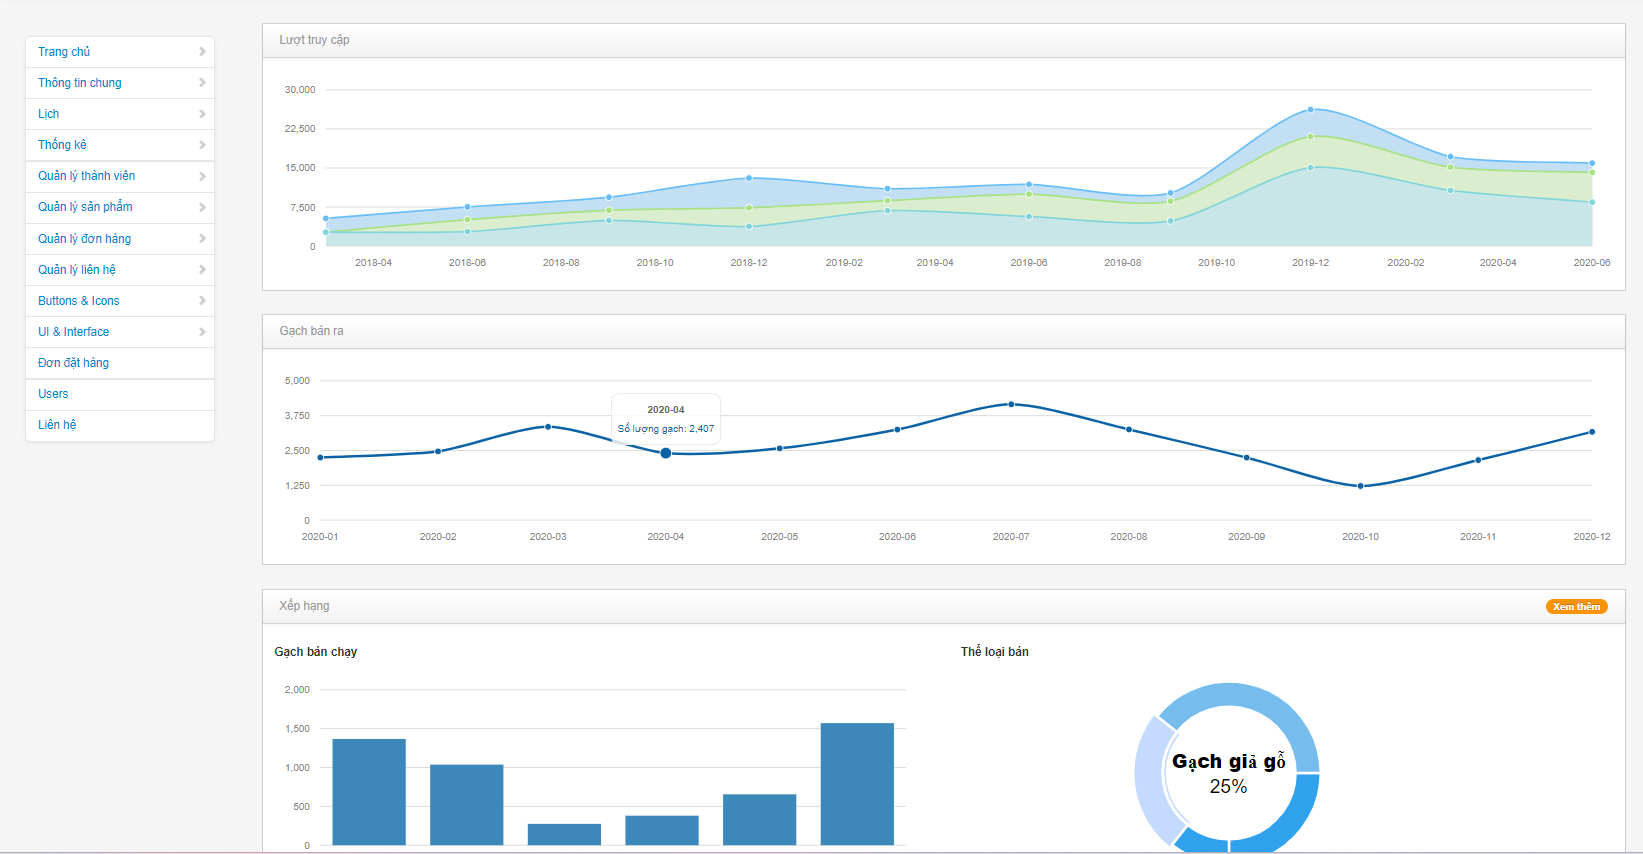 Trang chủ
Thông tin chung
Lịch
Thống kê
Quản lý thành viên
Quản lý sản phẩm
Quản lý đơn hàng
Quản lý liên hệ
Buttons & Icons
UI & Interface
Đơn đặt hàng
Users
Liên hệ
Lượt truy cập
30,000
22,500
15,000
7,500
0
2018-04 2018-06 2018-08 2018-10 2018-12 2019-02 2019-04 2019-06 2019-08 2019-10 2019-12 2020-02 2020-04 2020-06
Gạch bán ra
5,000
3,750
2,500
1,250
0
2020-04
Số lượng gạch: 2,407
2020-01 2020-02 2020-03 2020-04 2020-05 2020-06 2020-07 2020-08 2020-09 2020-10 2020-11 2020-12
Xếp hạng
Xem thêm
Gạch bán chạy
2,000
1,500
1,000
500
0
Thể loại bán
Gạch giả gỗ
25%